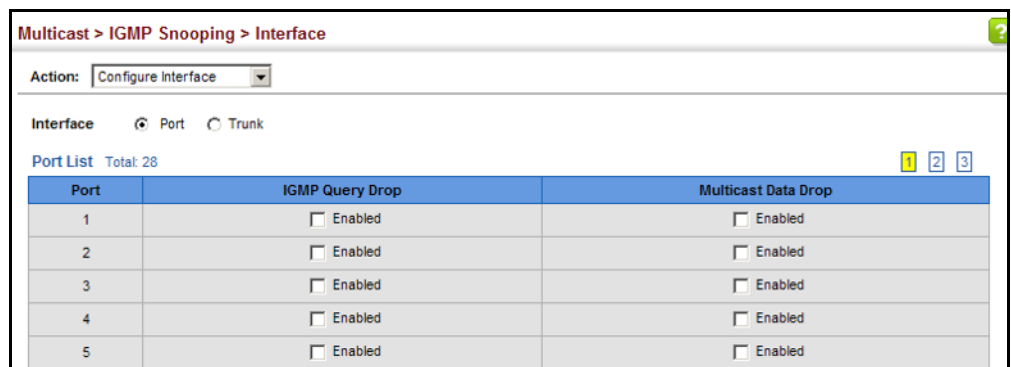 Multicast > IGMP Snooping > Interface
?
Action: Configure Interface
Interface Port Trunk
Port List Total: 28 1 2 3
Port IGMP Query Drop Multicast Data Drop
1 Enabled Enabled
2 Enabled Enabled
3 Enabled Enabled
4 Enabled Enabled
5 Enabled Enabled